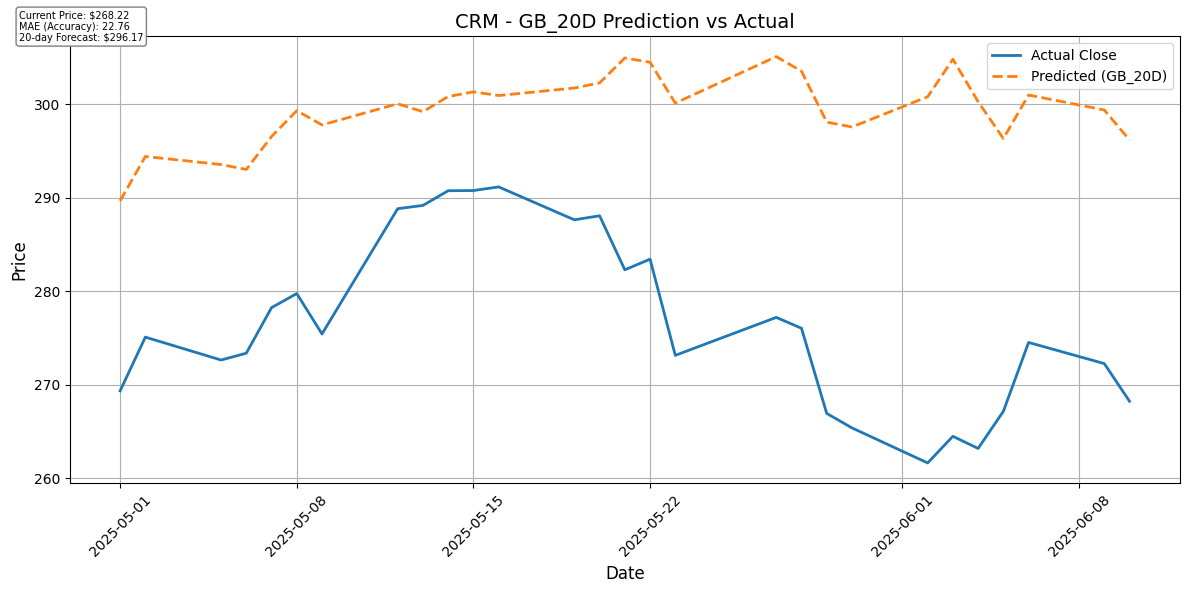 CRM - GB_20D Prediction vs Actual
Current Price: $268.22
MAE (Accuracy): 22.76
20-day Forecast: $296.17
Actual Close
Predicted (GB_20D)
Price
300
290
280
270
260
2025-05-01
2025-05-08
2025-05-15
2025-05-22
2025-06-01
2025-06-08
Date